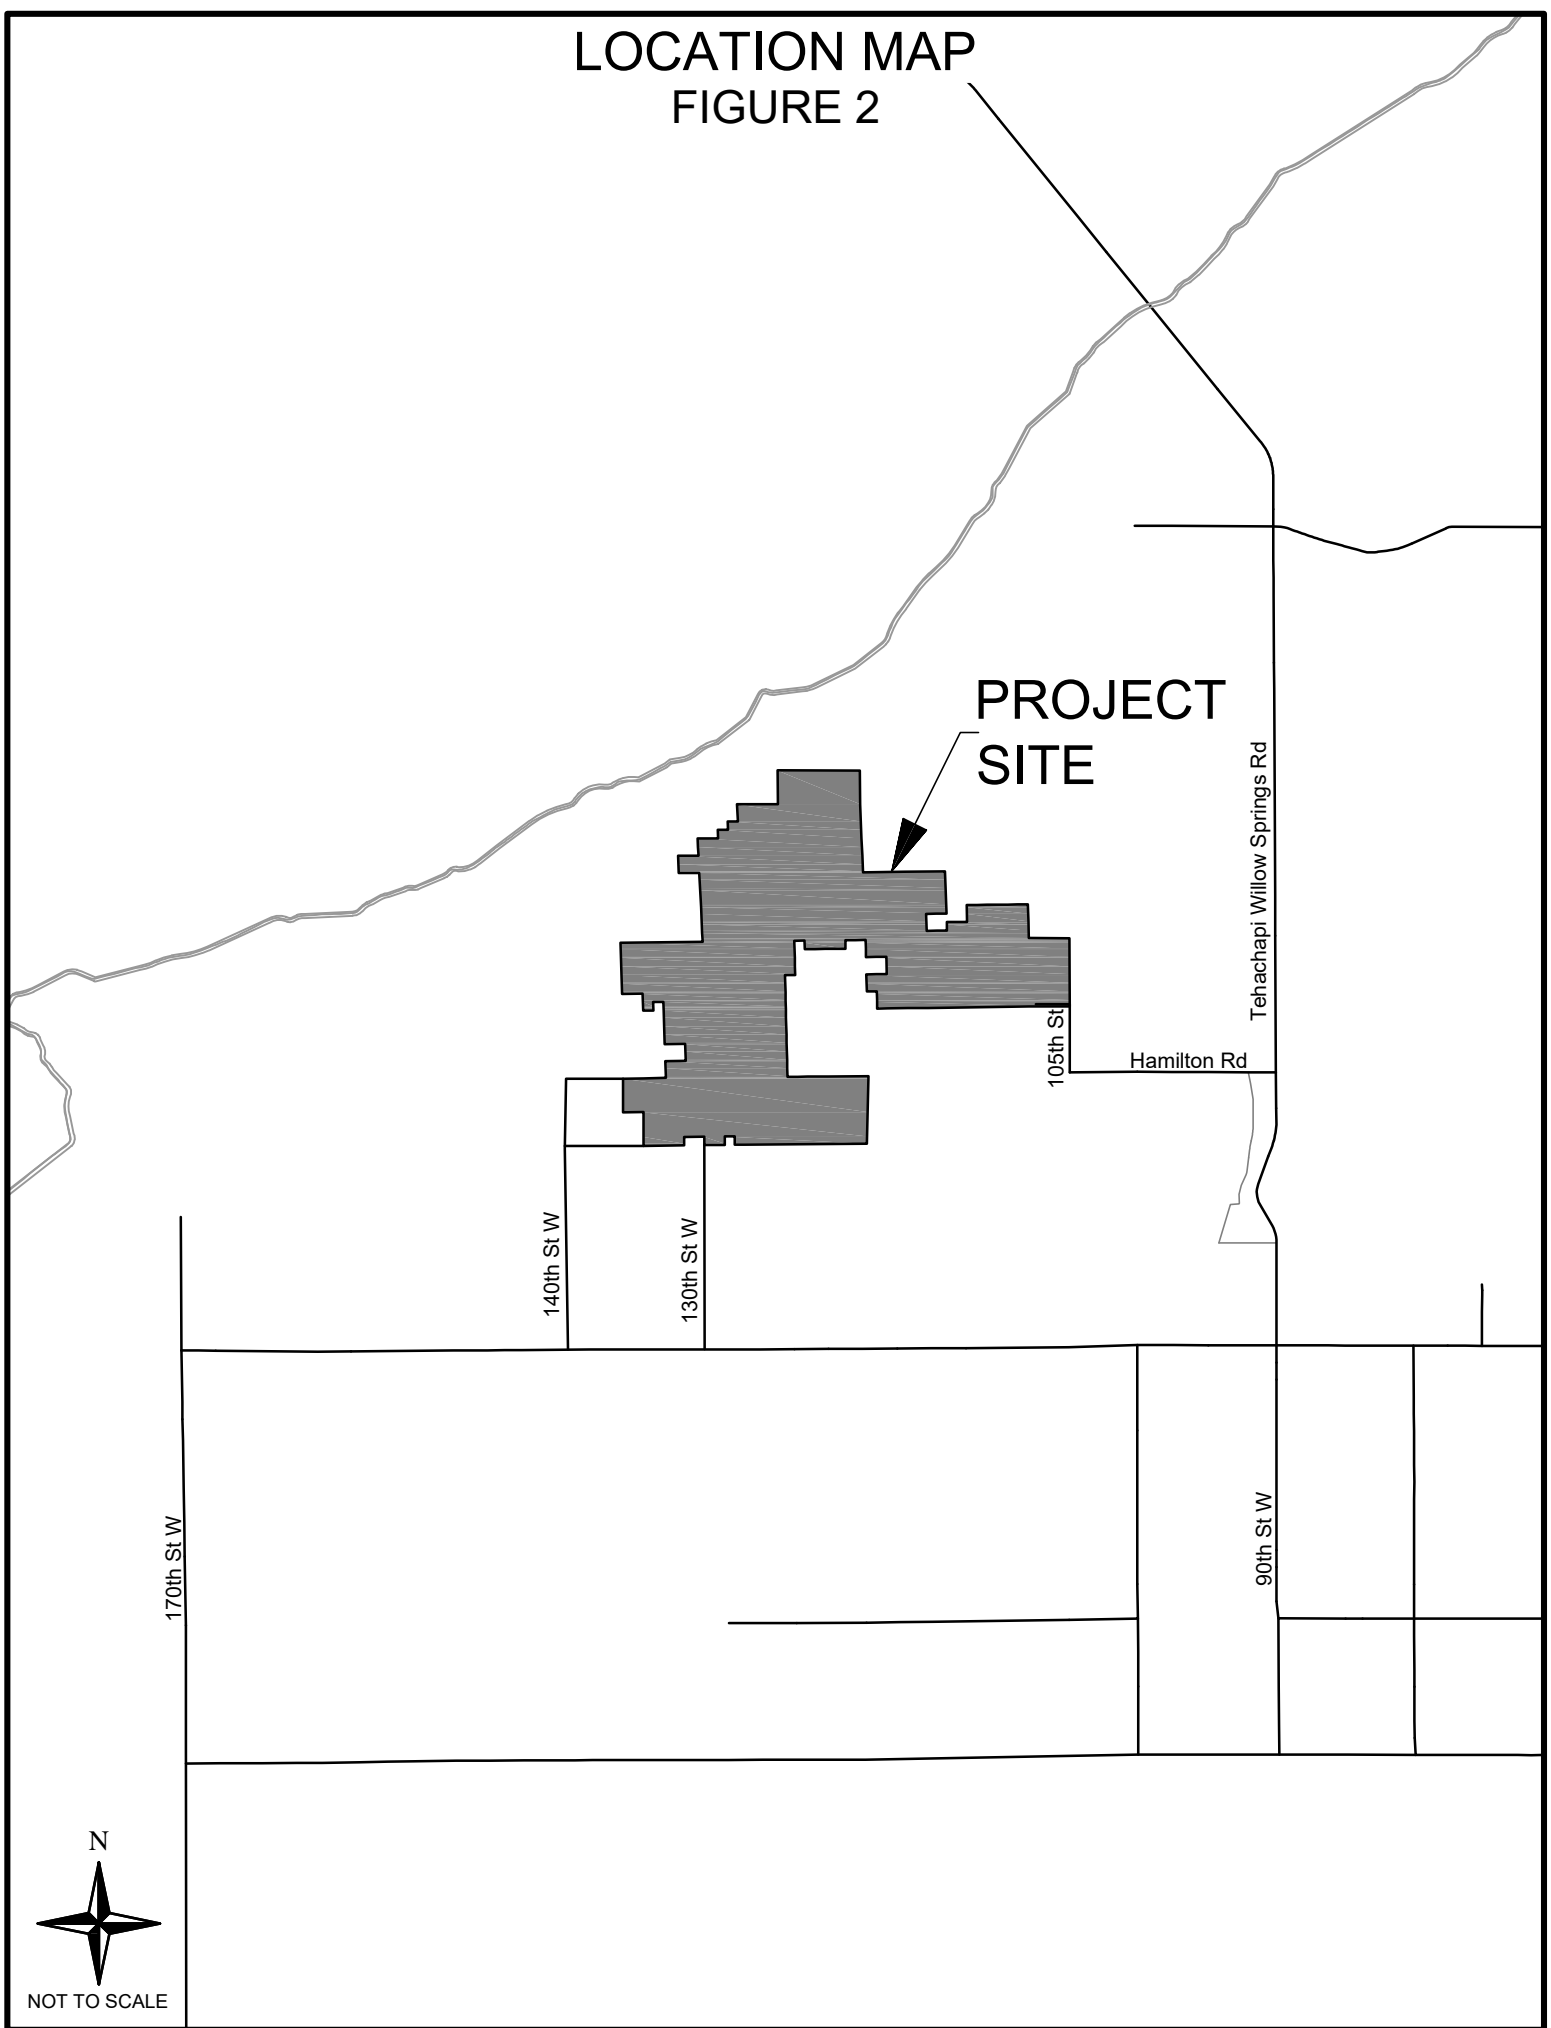 LOCATION MAP
FIGURE 2
PROJECT
SITE
Tehachapi Willow Springs Rd
105th St
Hamilton Rd
140th St W
130th St W
170th St W
90th St W
N
NOT TO SCALE